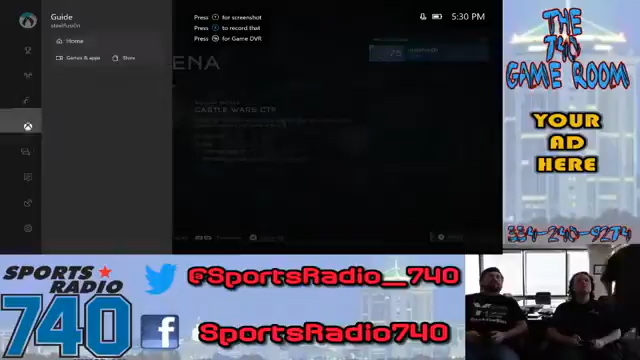 Guide
Press for screenshot
Press to record that
Press for Game DVR
5:30 PM
Home
Games & apps
Store
ENA
CASTLE WARS CTF
THE
740
GAME ROOM
YOUR
AD
HERE
334-240-9274
SPORTS
RADIO
740
@SportsRadio_740
SportsRadio740